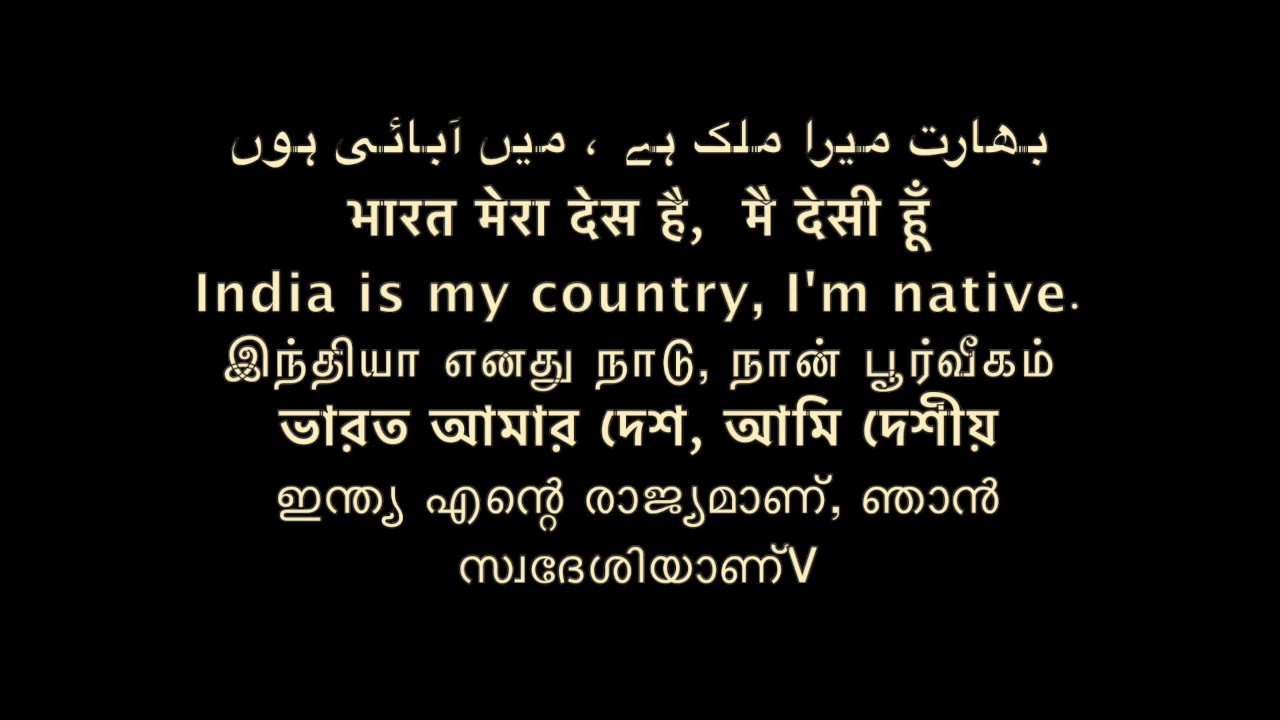 بھارت میرا ملک ہے ، میں آبائی ہوں
भारत मेरा देस है, मै देसी हूँ
India is my country, I'm native.
இந்தியா எனது நாடு, நான் பூர்வீகம்
ভারত আমার দেশ, আমি দেশীয়
ഇന്ത്യ എന്റെ രാജ്യമാണ്, ഞാൻ
സ്വദേശിയാണ്V